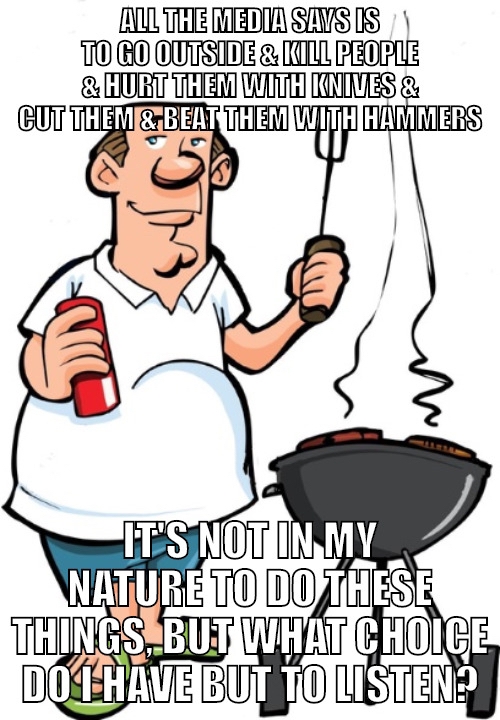 ALL THE MEDIA SAYS IS
TO GO OUTSIDE & KILL PEOPLE
& HURT THEM WITH KNIVES &
CUT THEM & BEAT THEM WITH HAMMERS
IT'S NOT IN MY
NATURE TO DO THESE
THINGS, BUT WHAT CHOICE
DO I HAVE BUT TO LISTEN?